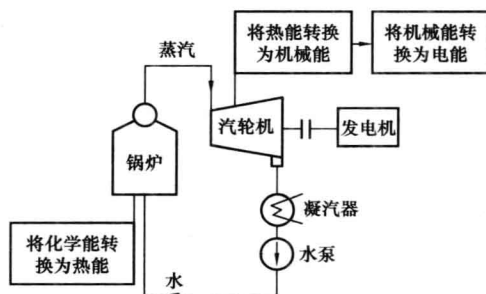 将热能转换
为机械能
将机械能转
换为电能
蒸汽
汽轮机
发电机
锅炉
凝汽器
将化学能转
换为热能
水泵
水